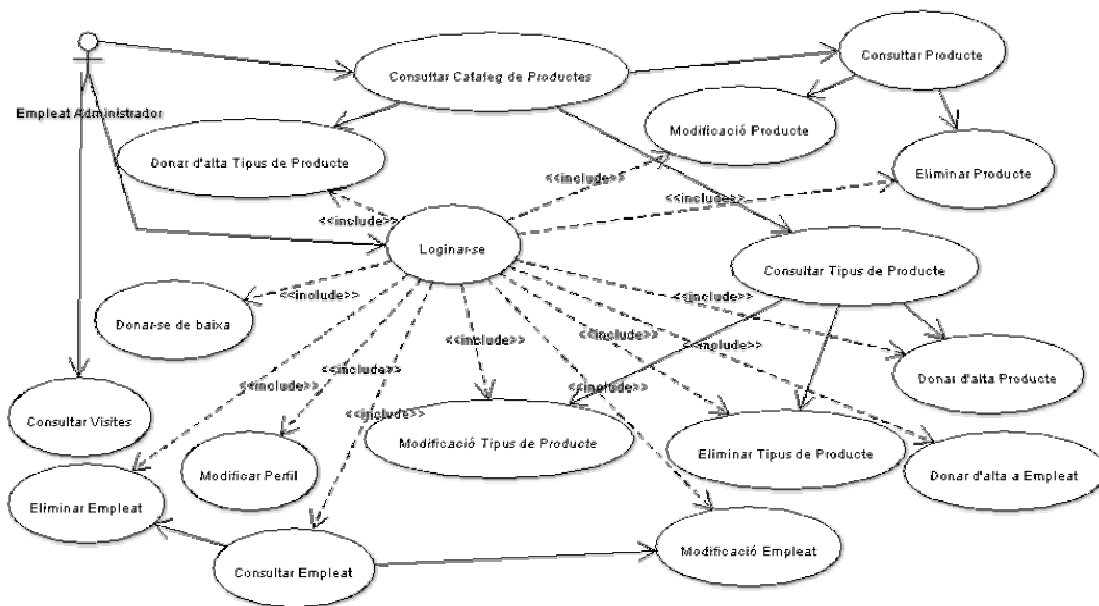 Consultar Producte
Consultar Catàleg de Productes
Empleat Administrador
Modificació Producte
Donar d'alta Tipus de Producte
Eliminar Producte
<<include>>
<<include>>
<<include>>
Loginar-se
Consultar Tipus de Producte
<<include>>
Donar-se de baixa
<<include>>
<<include>>
<<include>>
<<include>>
<<include>>
Donar d'alta Producte
<<include>>
<<include>>
<<include>>
Consultar Visites
Modificació Tipus de Producte
Eliminar Tipus de Producte
Modificar Perfil
Donar d'alta a Empleat
Eliminar Empleat
Modificació Empleat
Consultar Empleat